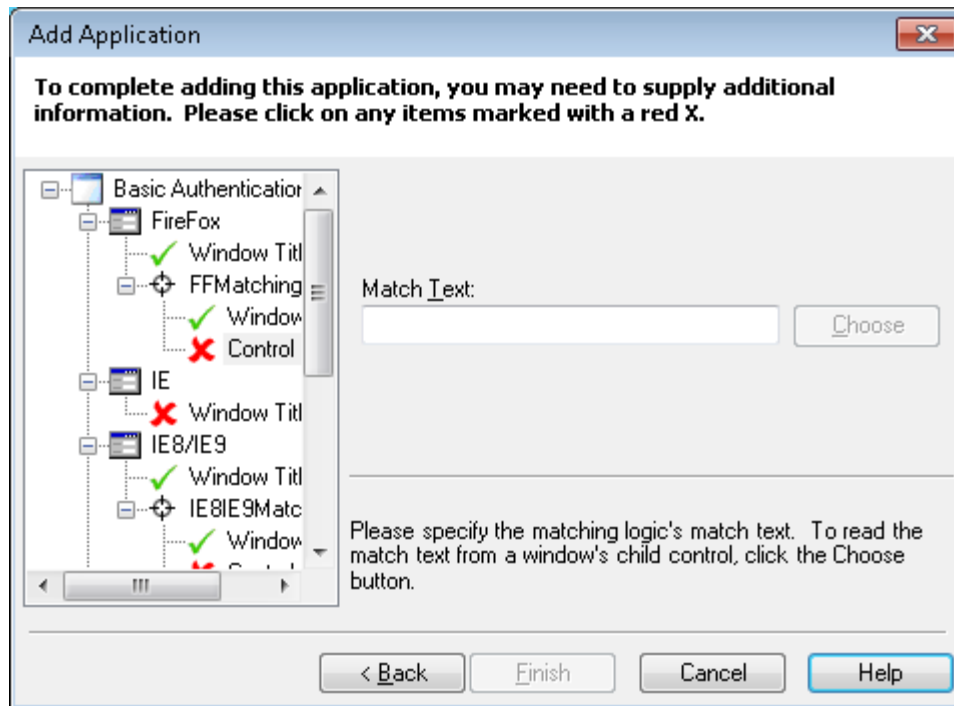 Add Application
To complete adding this application, you may need to supply additional
information. Please click on any items marked with a red X.
Basic Authentication
FireFox
Window Titl
FFMatching
Window
Control
IE
Window Titl
IE8/IE9
Window Titl
IE8IE9Matc
Window
Match Text:
Choose
Please specify the matching logic's match text. To read the
match text from a window's child control, click the Choose
button.
< Back
Finish
Cancel
Help